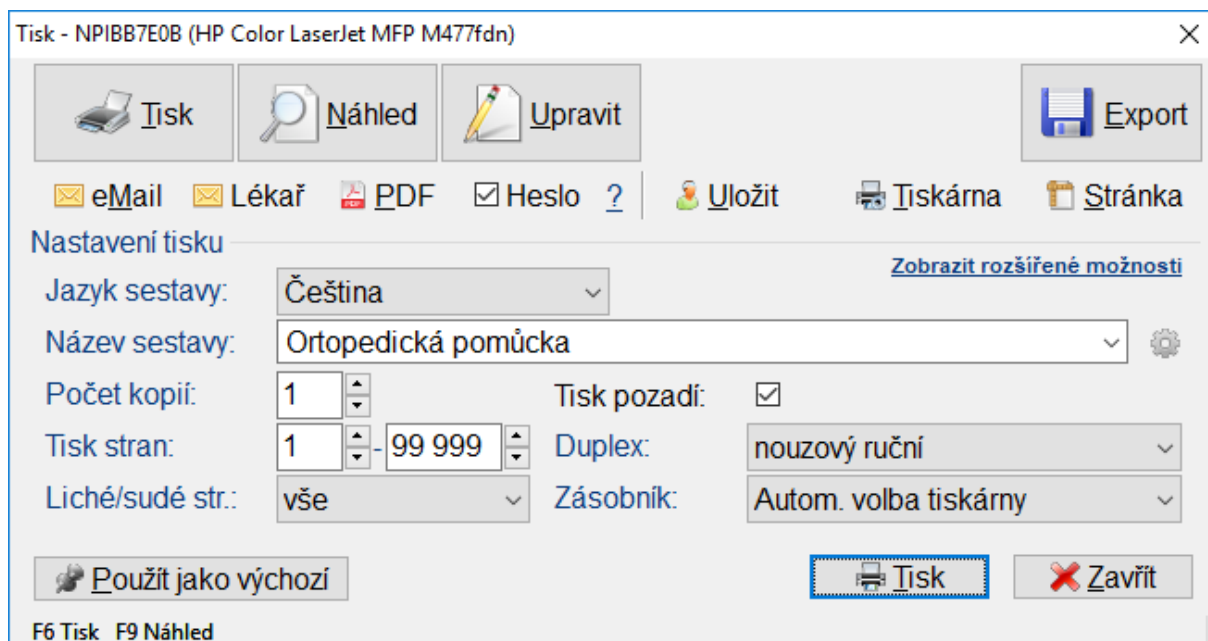 Tisk - NPIBB7E0B (HP Color LaserJet MFP M477fdn)
Tisk Náhled Upravit Export
eMail Lékař PDF Heslo ? Uložit Tiskárna Stránka
Nastavení tisku
Zobrazit rozšířené možnosti
Jazyk sestavy: Čeština
Název sestavy: Ortopedická pomůcka
Počet kopií: 1 Tisk pozadí:
Tisk stran: 1 - 99 999 Duplex: nouzový ruční
Liché/sudé str.: vše Zásobník: Autom. volba tiskárny
Použít jako výchozí Tisk Zavřít
F6 Tisk F9 Náhled